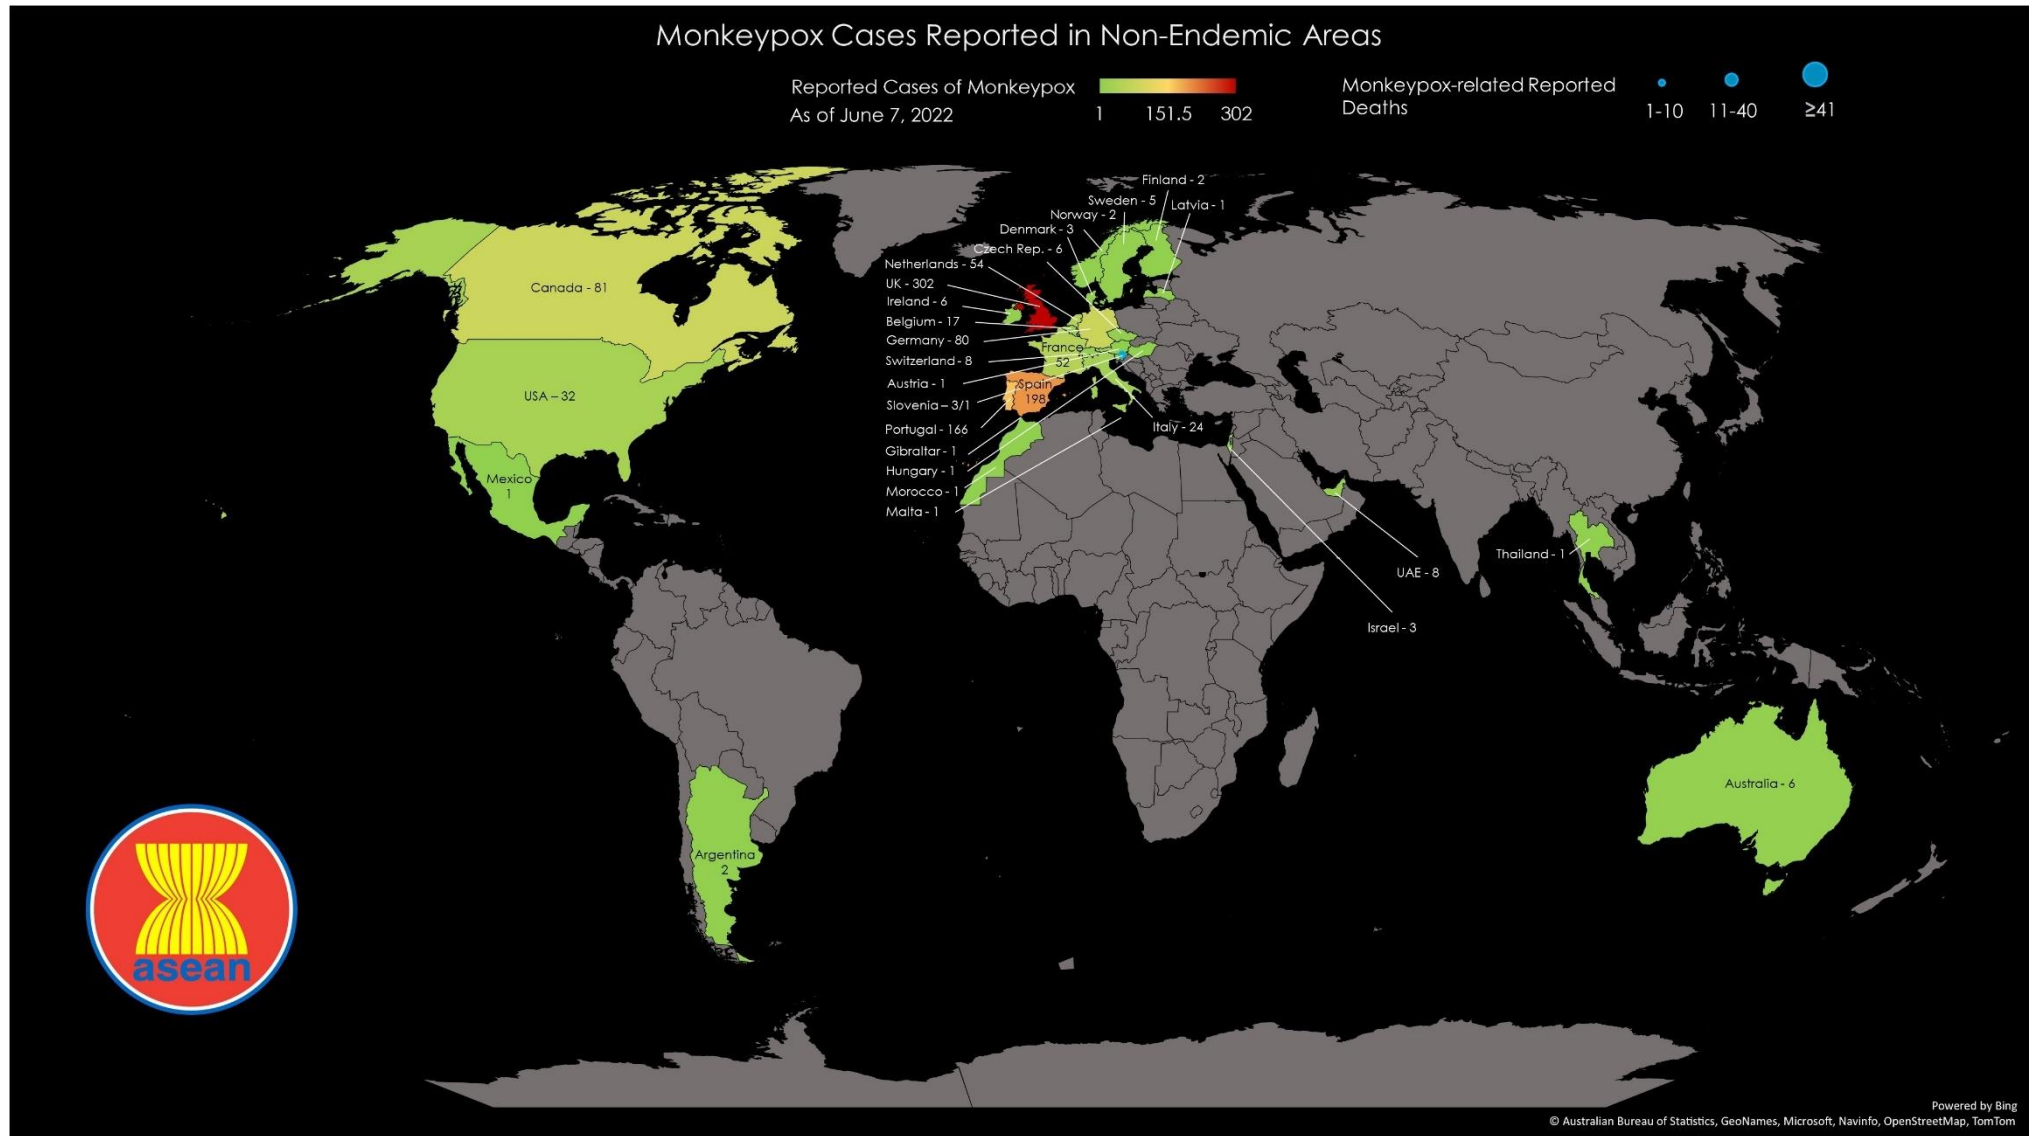 Monkeypox Cases Reported in Non-Endemic Areas
Reported Cases of Monkeypox
As of June 7, 2022
1 151.5 302
Monkeypox-related Reported
Deaths
1-10 11-40 ≥41
Finland - 2
Sweden - 5
Latvia - 1
Norway - 2
Denmark - 3
Czech Rep. - 6
Netherlands - 54
UK - 302
Ireland - 6
Belgium - 17
Germany - 80
Switzerland - 8
Austria - 1
Slovenia – 3/1
Portugal - 166
Gibraltar - 1
Hungary - 1
Morocco - 1
Malta - 1
France
52
Spain
198
Italy - 24
Canada - 81
USA – 32
Mexico
1
Argentina
2
UAE - 8
Israel - 3
Thailand - 1
Australia - 6
asean
Powered by Bing
© Australian Bureau of Statistics, GeoNames, Microsoft, Navinfo, OpenStreetMap, TomTom